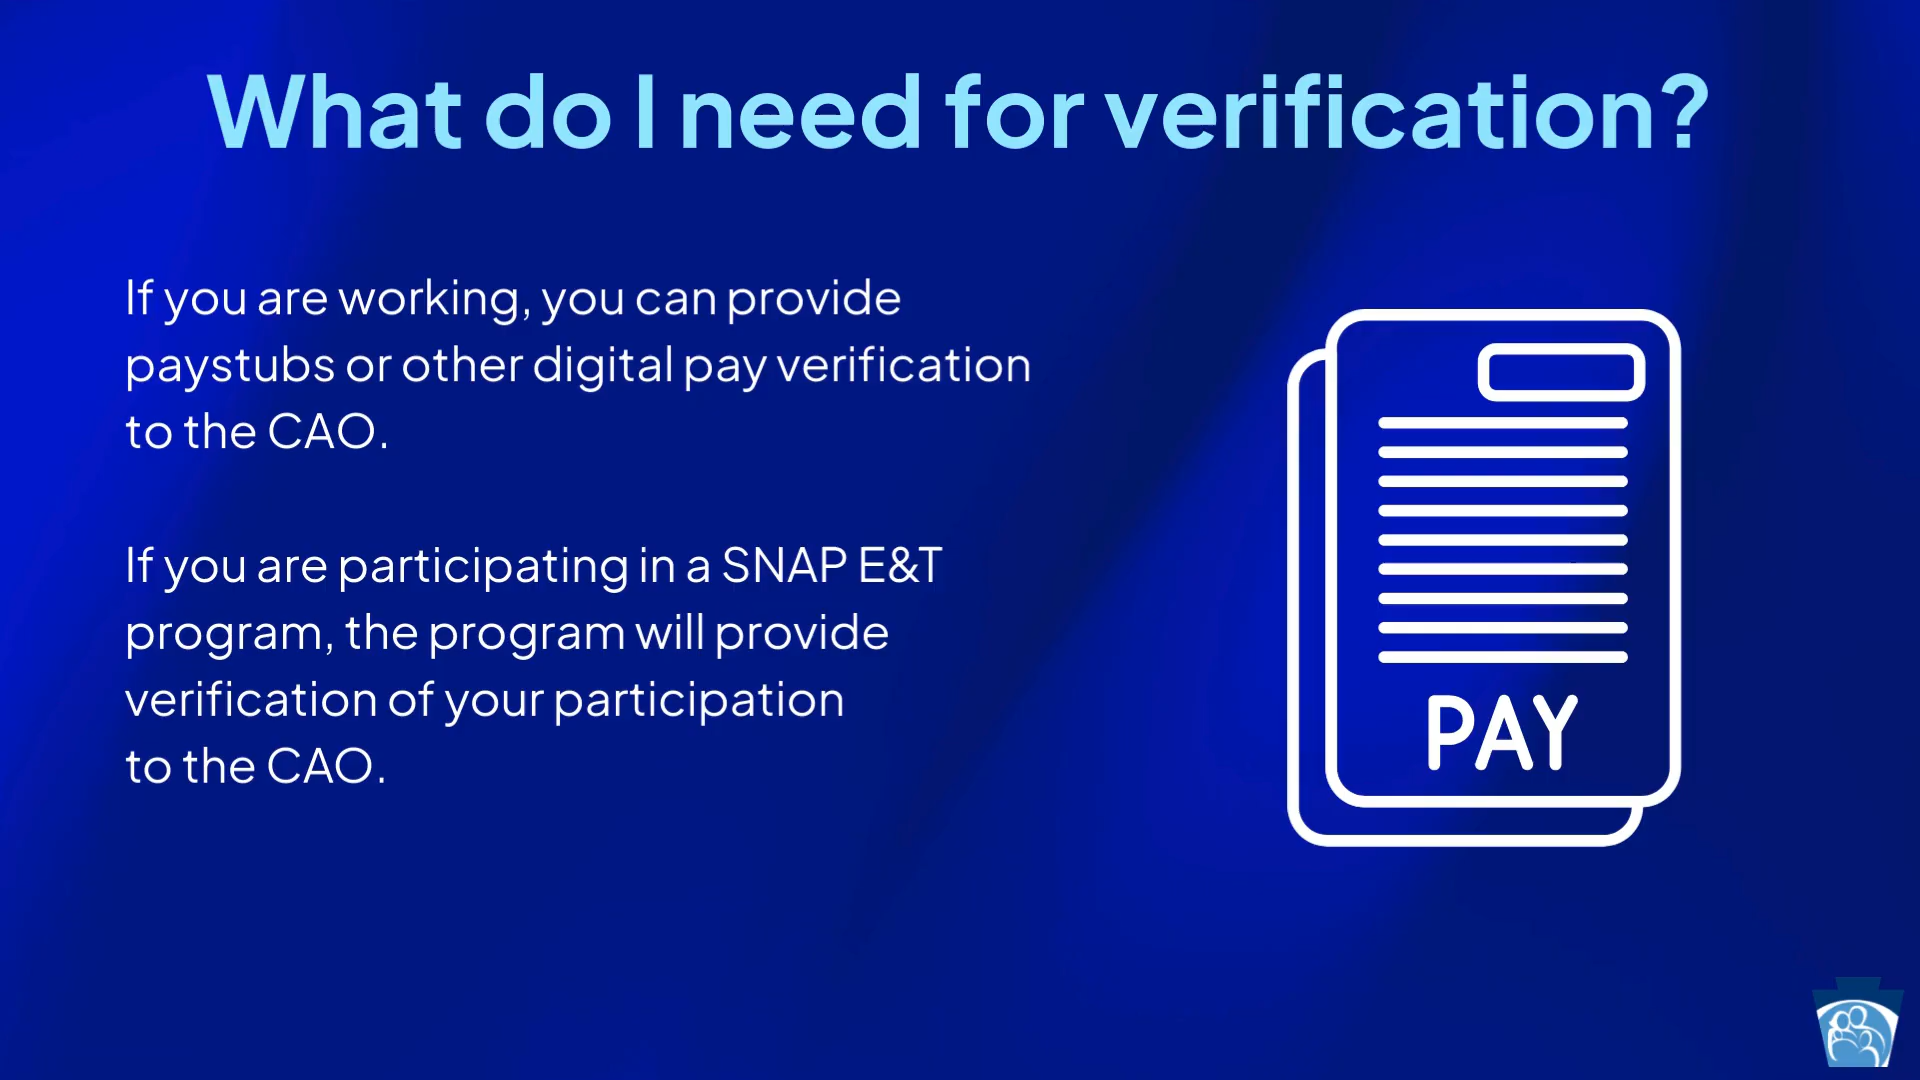 What do I need for verification?
If you are working, you can provide
paystubs or other digital pay verification
to the CAO.
If you are participating in a SNAP E&T
program, the program will provide
verification of your participation
to the CAO.
PAY